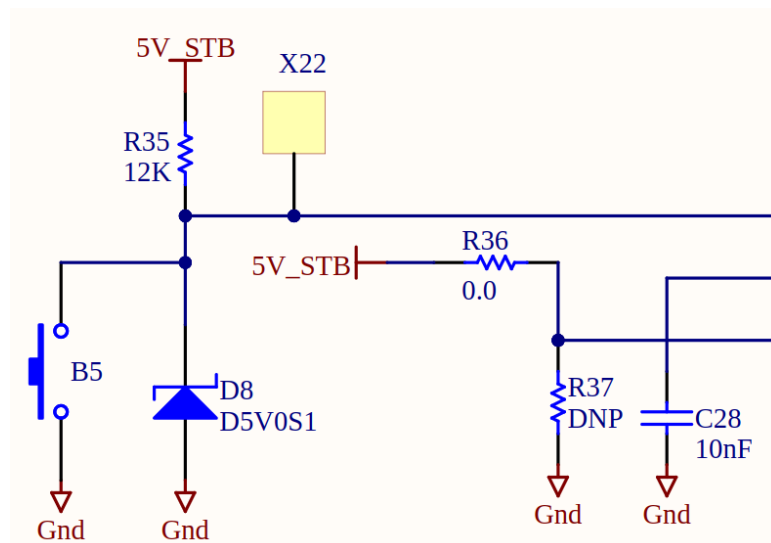 5V_STB
X22
R35
12K
R36
5V_STB
0.0
B5
D8
D5V0S1
R37
DNP
C28
10nF
Gnd
Gnd
Gnd
Gnd